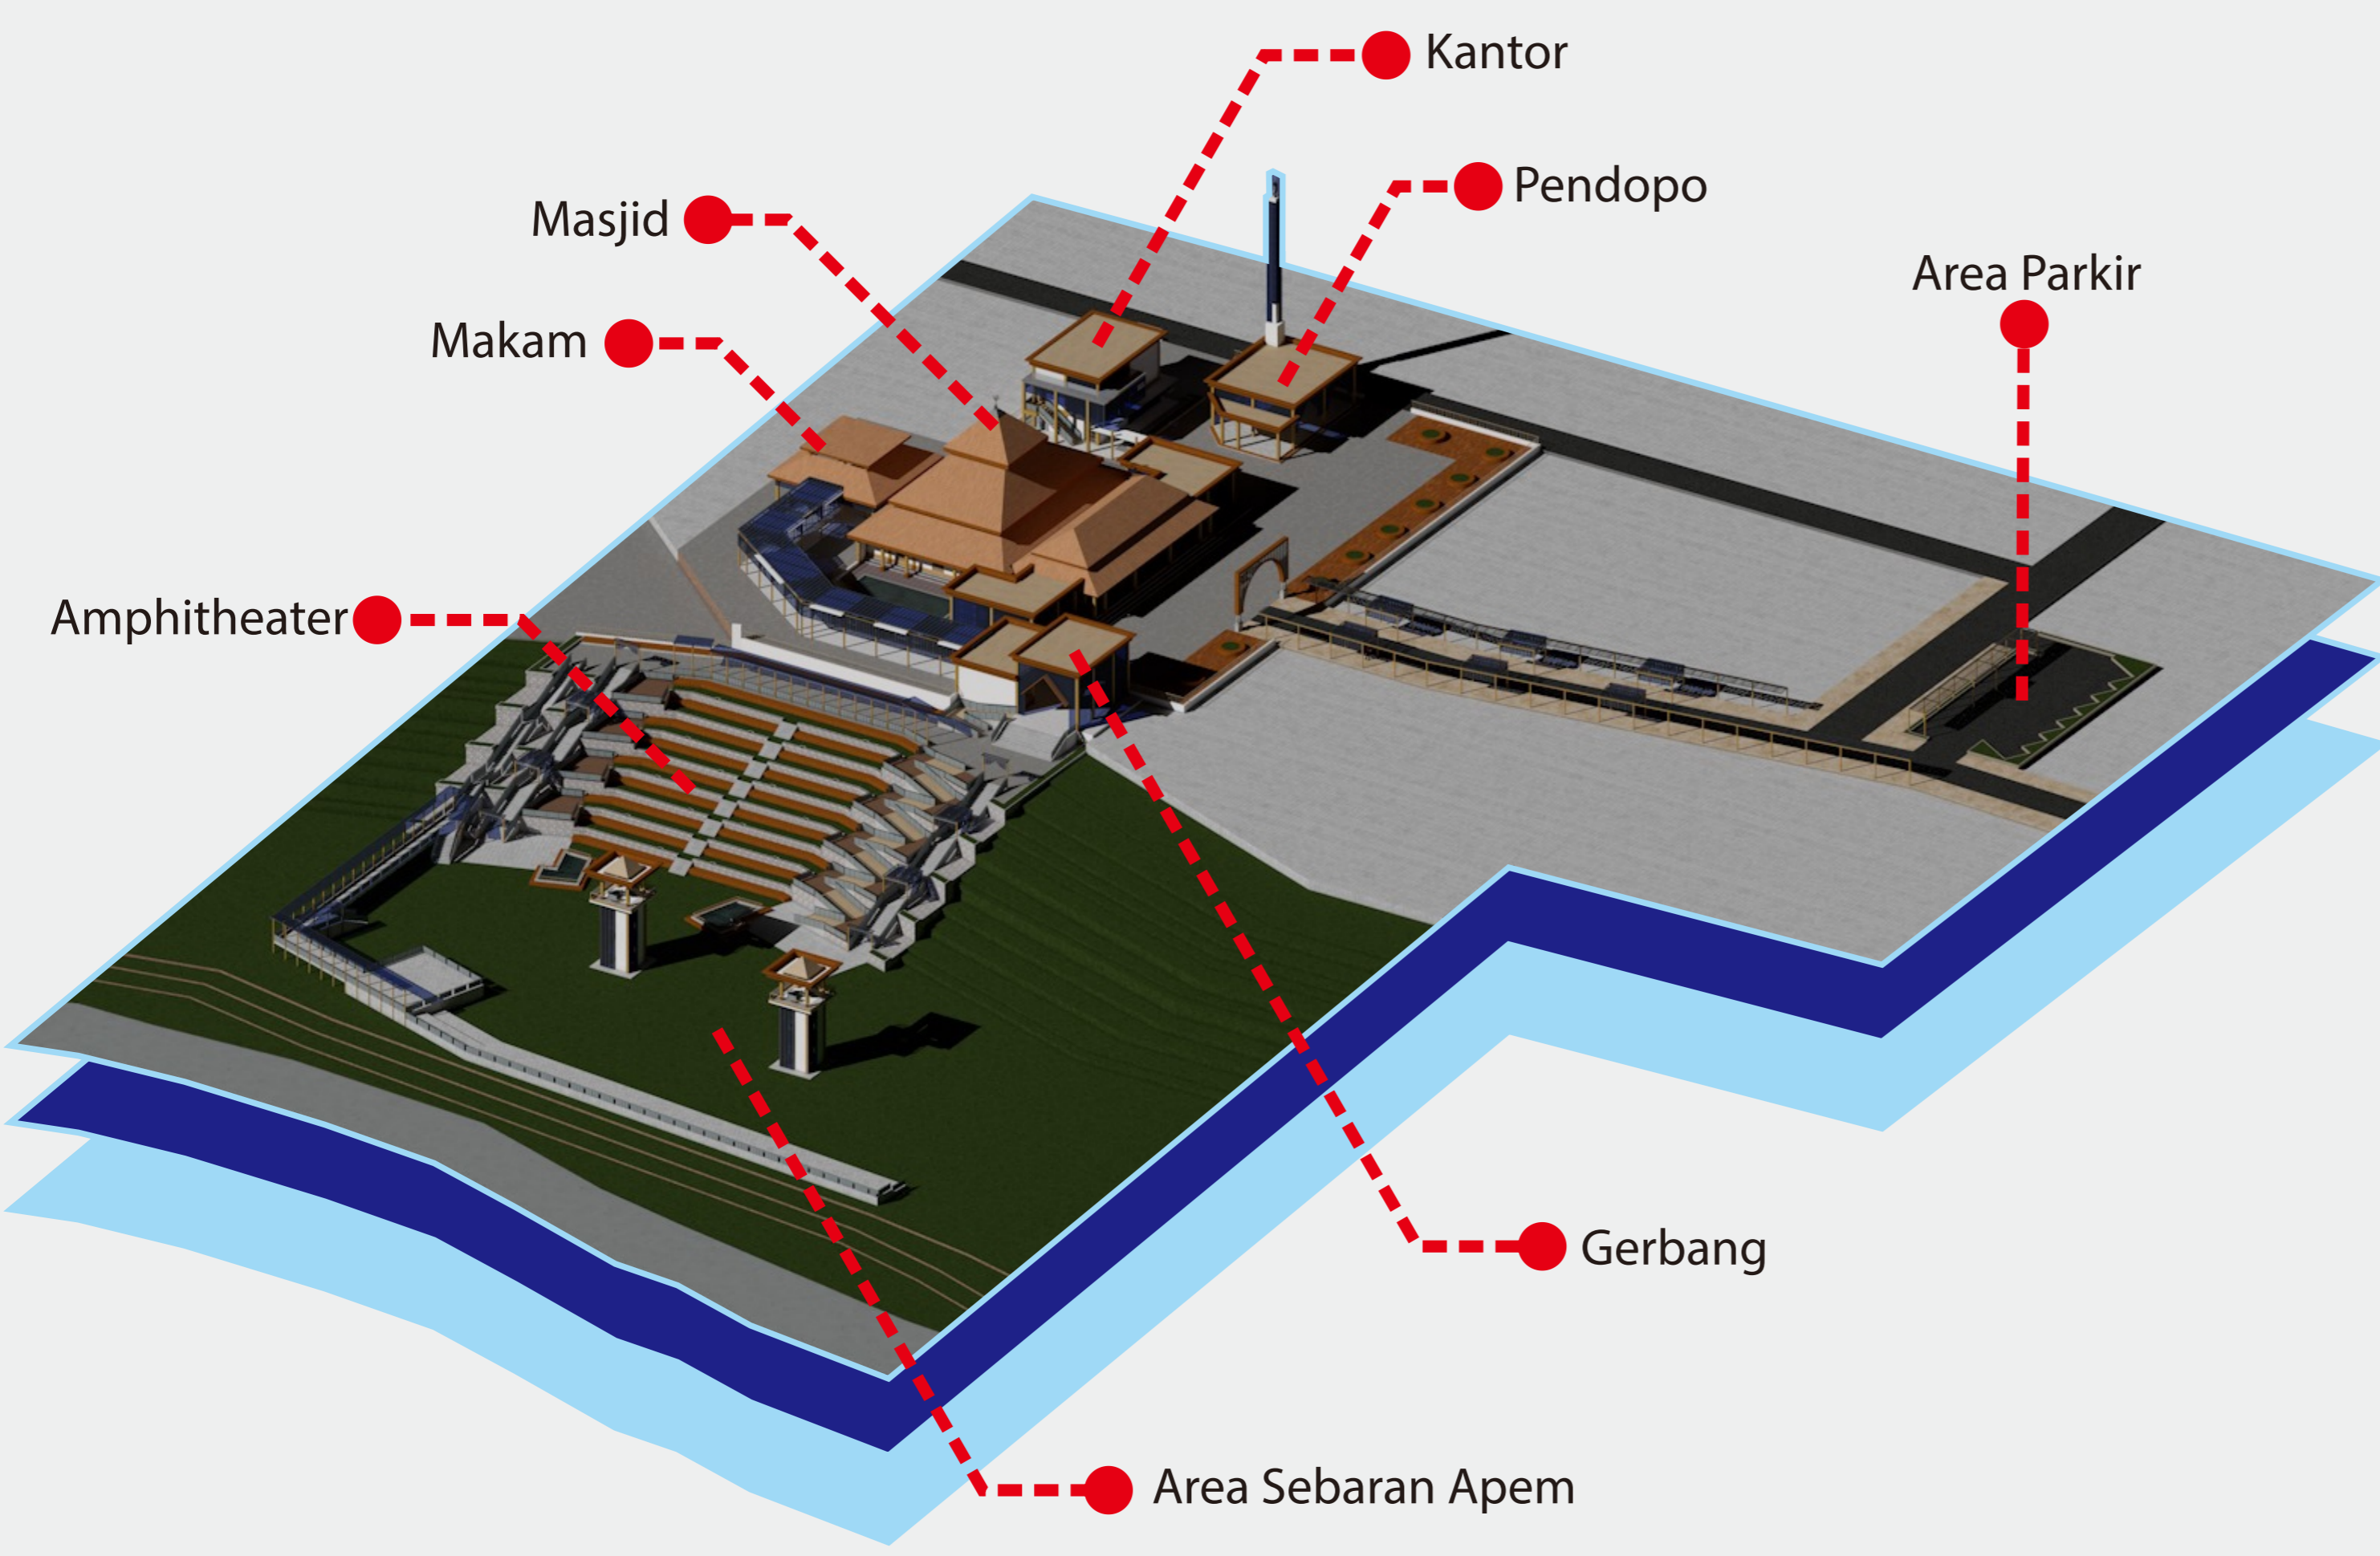 Kantor
Pendopo
Masjid
Area Parkir
Makam
Amphitheater
Gerbang
Area Sebaran Apem